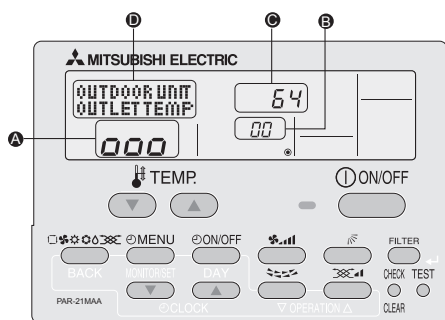 D C B
MITSUBISHI ELECTRIC
OUTDOOR UNIT
OUTLET TEMP
64
00
A
000
TEMP.
ON/OFF
MENU ON/OFF FILTER
BACK MONITOR/SET DAY CHECK TEST
PAR-21MAA CLOCK OPERATION CLEAR